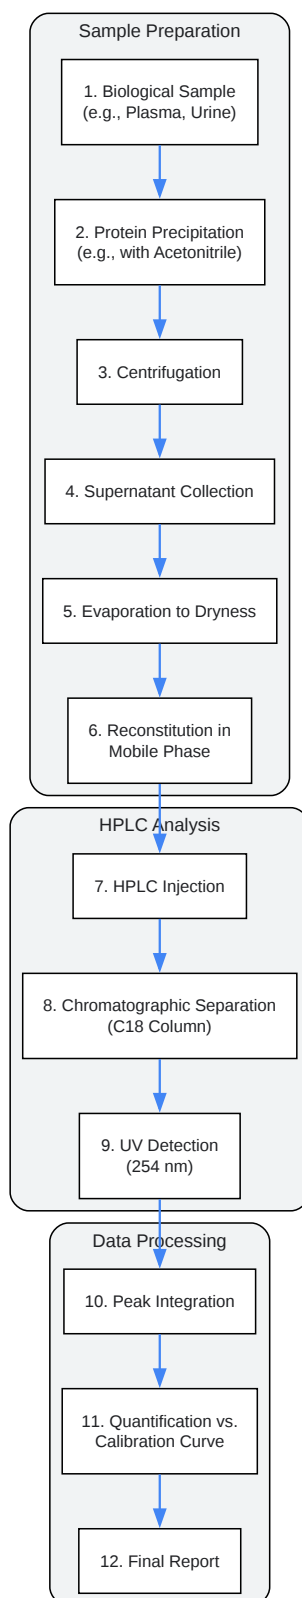 Sample Preparation
1. Biological Sample
(e.g., Plasma, Urine)
2. Protein Precipitation
(e.g., with Acetonitrile)
3. Centrifugation
4. Supernatant Collection
5. Evaporation to Dryness
6. Reconstitution in
Mobile Phase
HPLC Analysis
7. HPLC Injection
8. Chromatographic Separation
(C18 Column)
9. UV Detection
(254 nm)
Data Processing
10. Peak Integration
11. Quantification vs.
Calibration Curve
12. Final Report